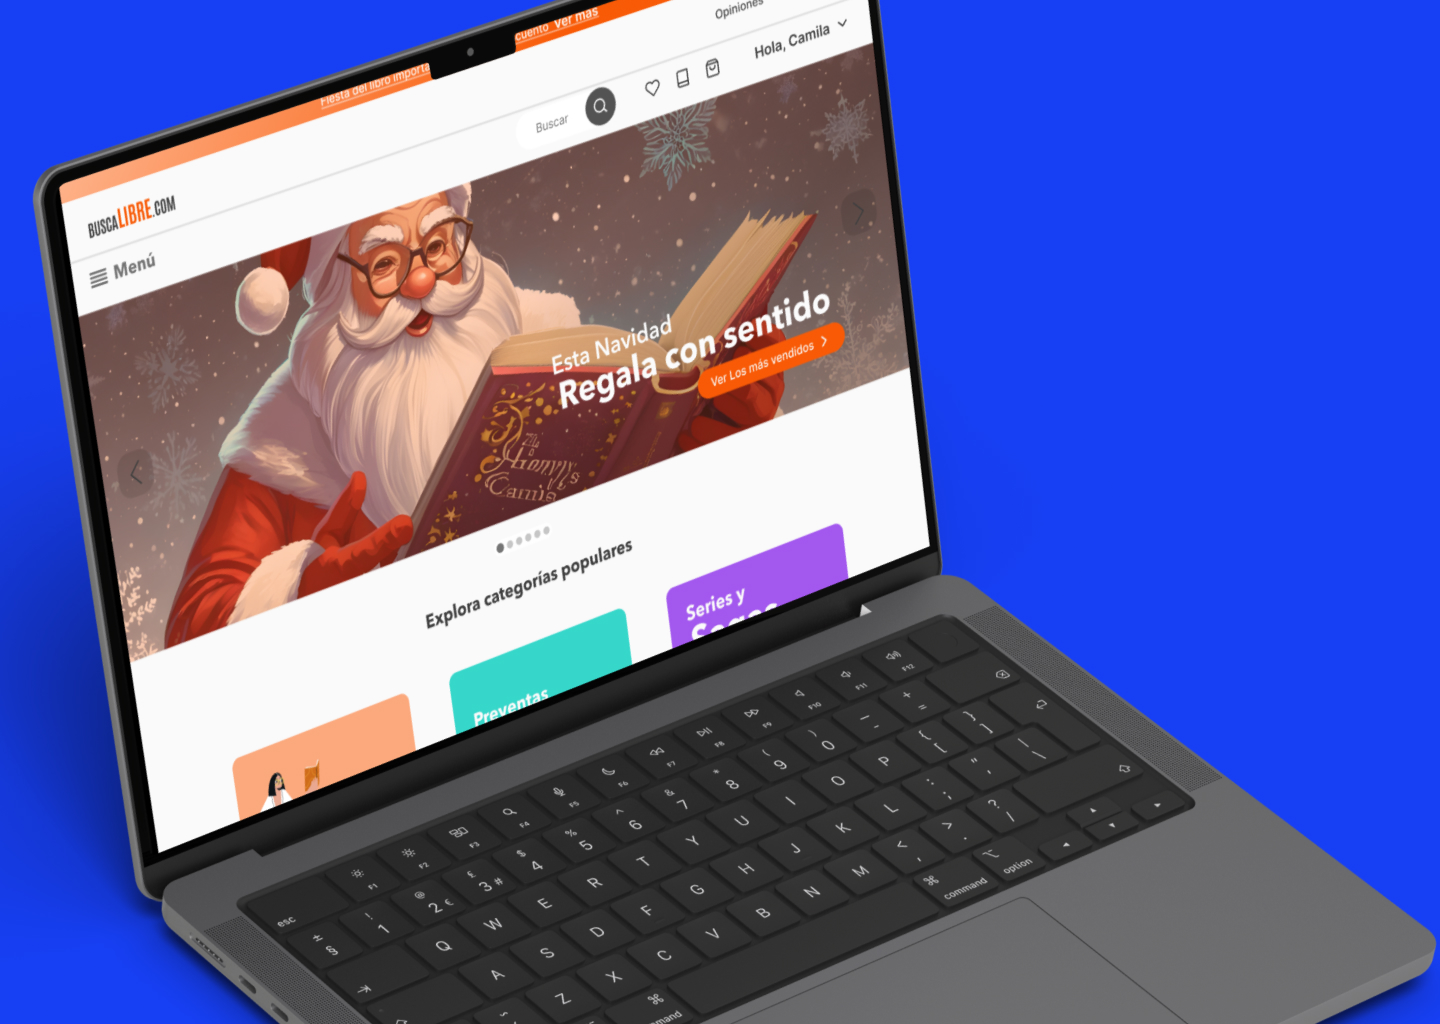 Fiesta del libro importa
cuento Ver más
Opiniones
BUSCALIBRE.COM
Buscar
Hola, Camila
Menú
Esta Navidad
Regala con sentido
Ver Los más vendidos
Explora categorías populares
Preventas
Series y
Sagas
esc
F1
F2
F3
F4
F5
F6
F7
F8
F9
F10
F11
F12
± §
! 1
@ 2 €
£ 3 #
$ 4
% 5
^ 6
& 7
* 8
( 9
) 0
_ -
+ =
Q W E R T Y U I O P { [ } ]
A S D F G H J K L : ; " ' | \
~ Z X C V B N M < , > . ? /
⌘ command
⌘ command
⌥ option